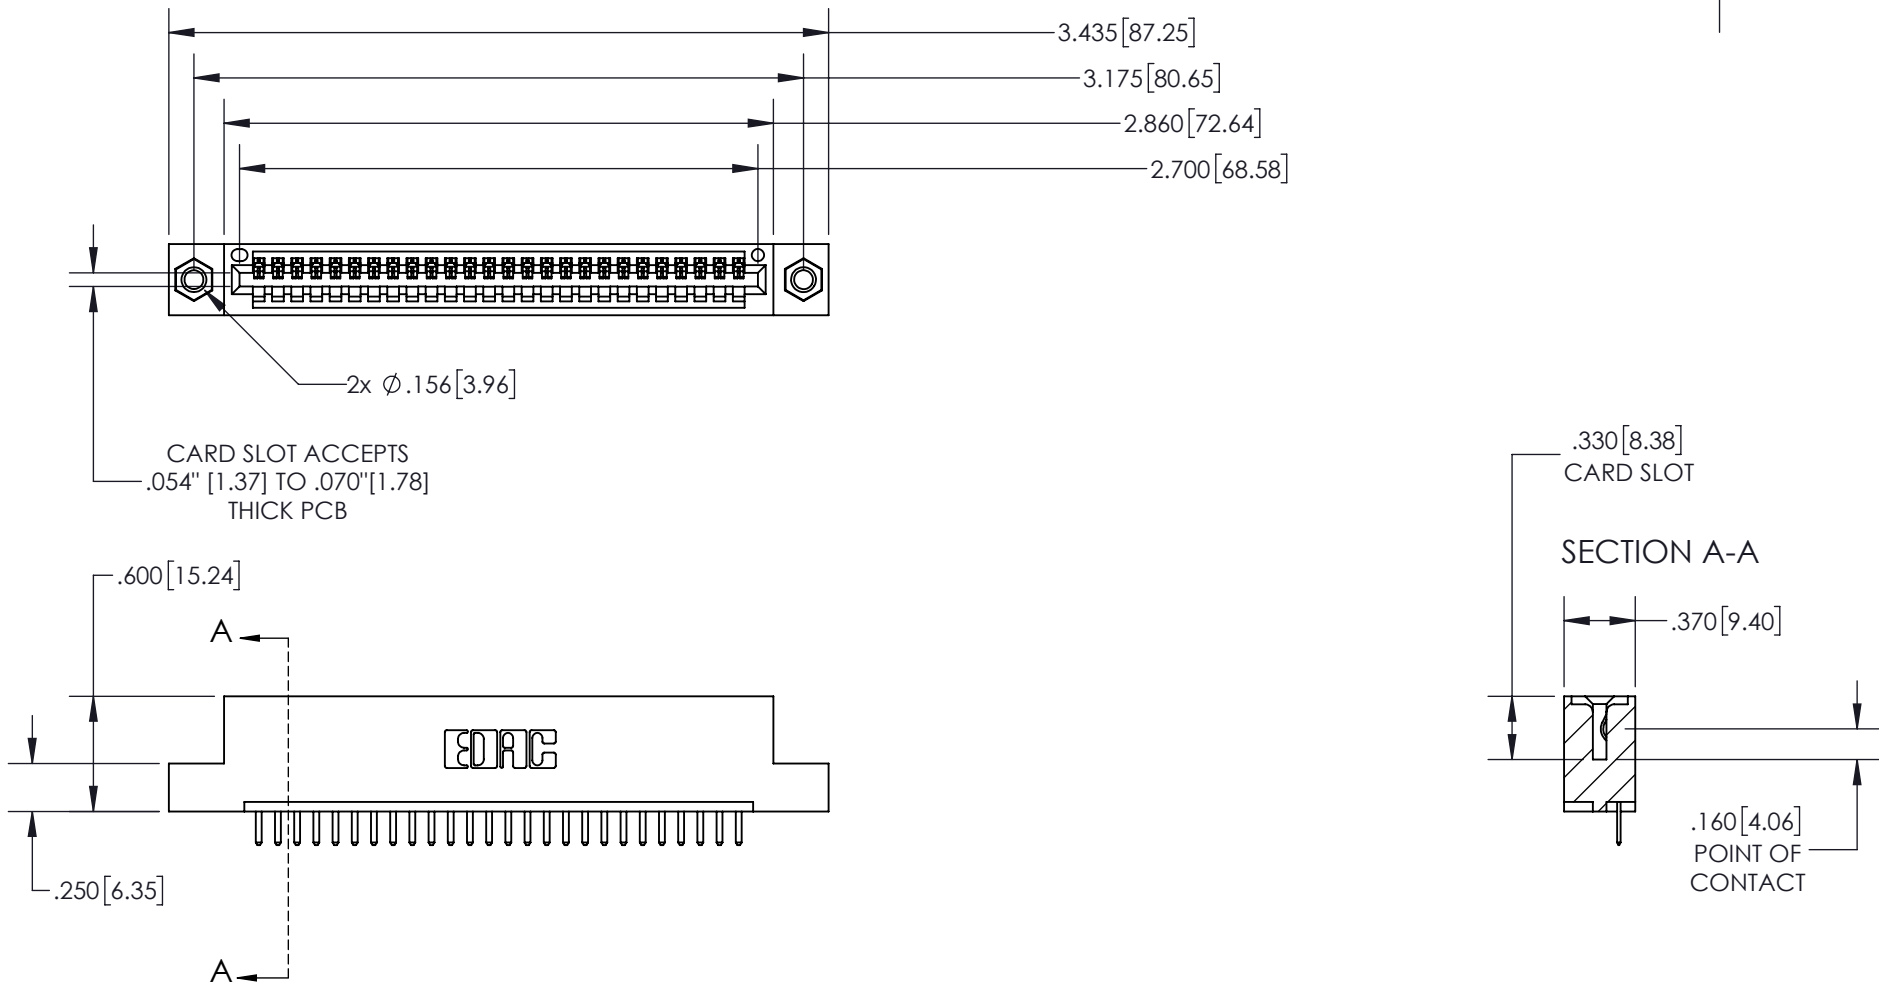 3.435[87.25]
3.175[80.65]
2.860[72.64]
2.700[68.58]
2x ∅.156[3.96]
CARD SLOT ACCEPTS
.054" [1.37] TO .070"[1.78]
THICK PCB
.330[8.38]
CARD SLOT
SECTION A-A
.600[15.24]
A
.370[9.40]
EDAC
.160[4.06]
POINT OF
CONTACT
.250[6.35]
A